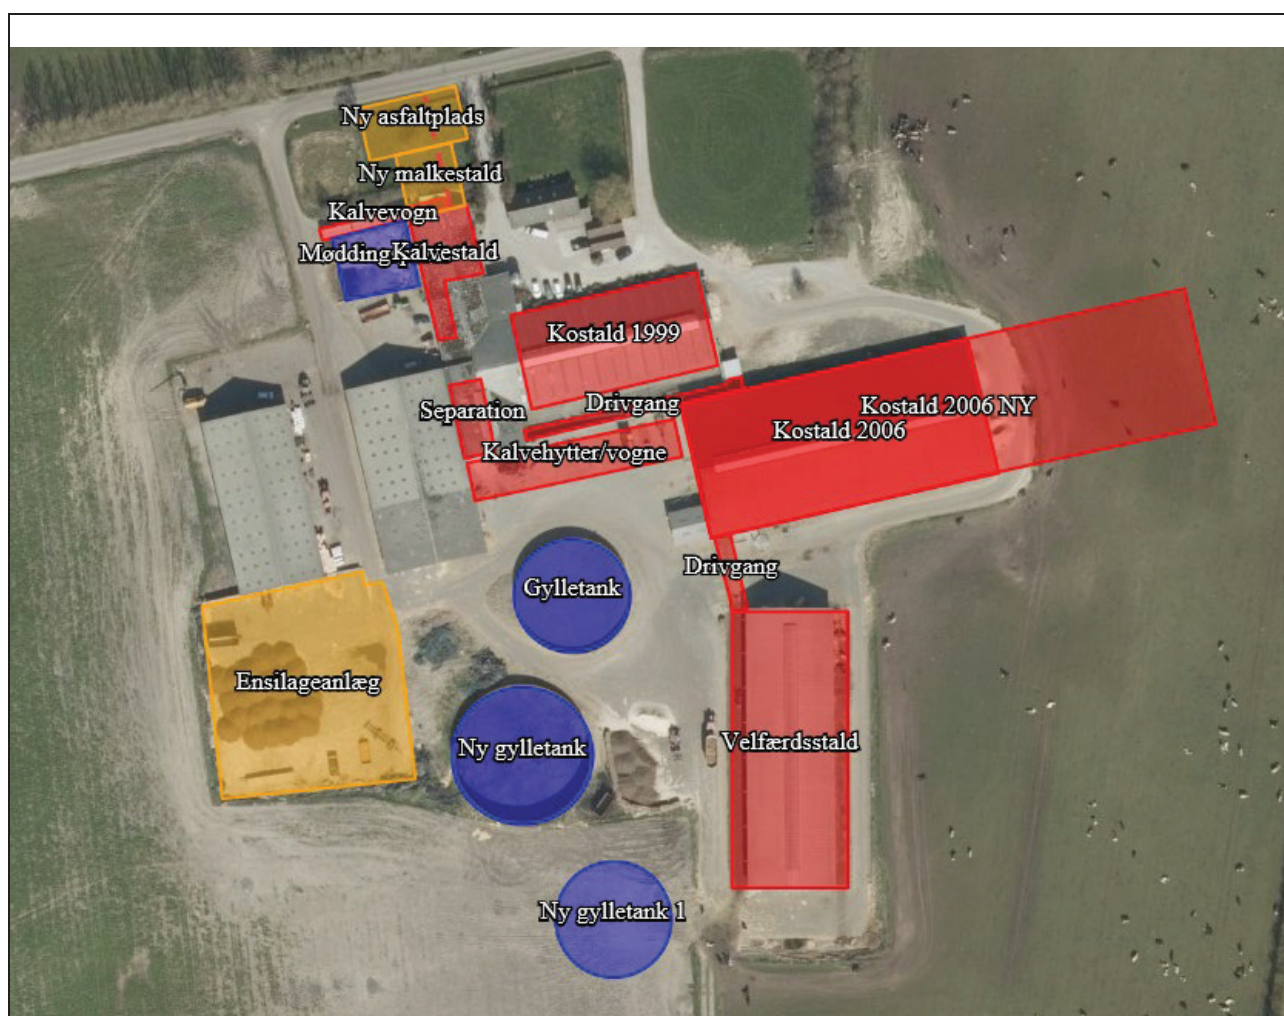 Ny asfaltplads
Ny malkestald
Kalvevogn
Mødding
Kalvestald
Kostald 1999
Drivgang
Separation
Kostald 2006 NY
Kostald 2006
Kalvehytter/vogne
Drivgang
Gylletank
Ensilageanlæg
Ny gylletank
Velfærdsstald
Ny gylletank 1